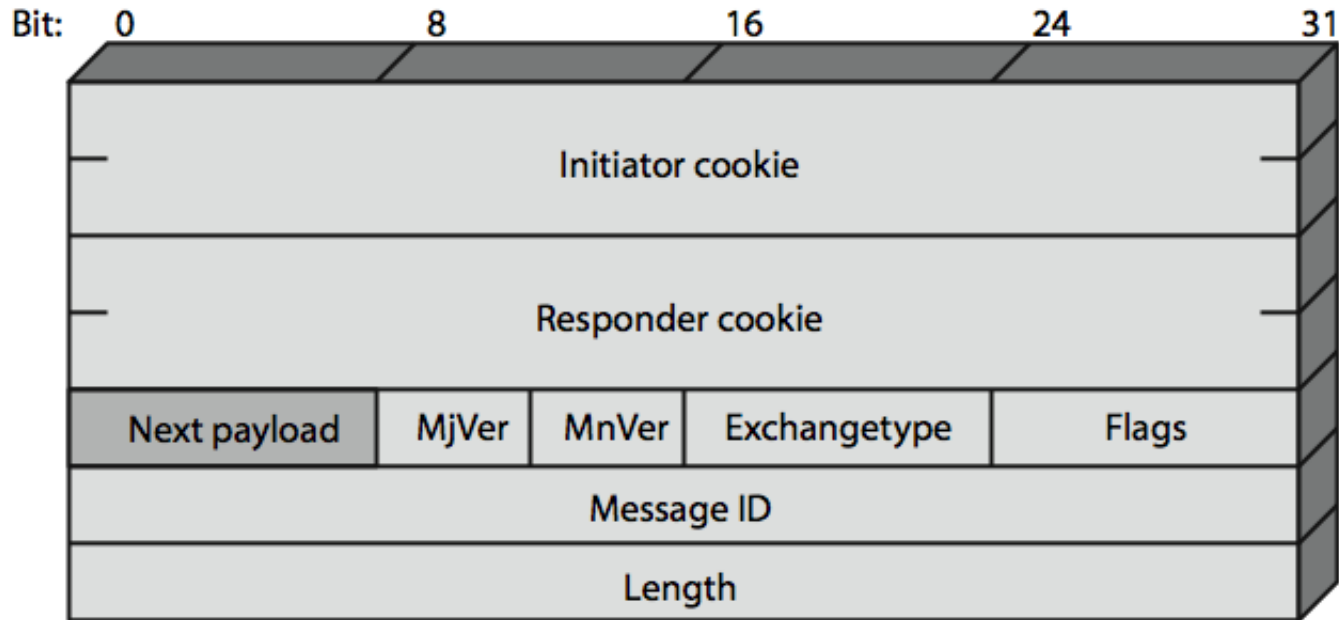 Bit: 0 8 16 24 31
Initiator cookie
Responder cookie
Next payload MjVer MnVer Exchangetype Flags
Message ID
Length